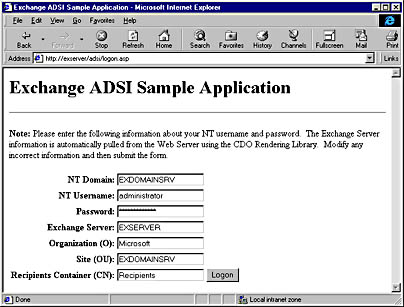 Exchange ADSI Sample Application - Microsoft Internet Explorer
File Edit View Go Favorites Help
Back Forward Stop Refresh Home Search Favorites History Channels Fullscreen Mail Print
Address http://exserver/adsi/logon.asp Links
Exchange ADSI Sample Application
Note: Please enter the following information about your NT username and password. The Exchange Server
information is automatically pulled from the Web Server using the CDO Rendering Library. Modify any
incorrect information and then submit the form.
NT Domain: EXDOMAINSRV
NT Username: administrator
Password: *************
Exchange Server: EXSERVER
Organization (O): Microsoft
Site (OU): EXDOMAINSRV
Recipients Container (CN): Recipients Logon
Done Local intranet zone